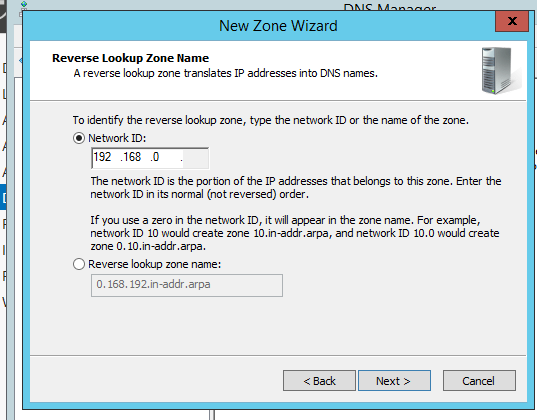 DNS Manager
New Zone Wizard
x
Reverse Lookup Zone Name
A reverse lookup zone translates IP addresses into DNS names.
To identify the reverse lookup zone, type the network ID or the name of the zone.
Network ID:
192 .168 .0 .
The network ID is the portion of the IP addresses that belongs to this zone. Enter the
network ID in its normal (not reversed) order.
If you use a zero in the network ID, it will appear in the zone name. For example,
network ID 10 would create zone 10.in-addr.arpa, and network ID 10.0 would create
zone 0.10.in-addr.arpa.
Reverse lookup zone name:
0.168.192.in-addr.arpa
< Back
Next >
Cancel